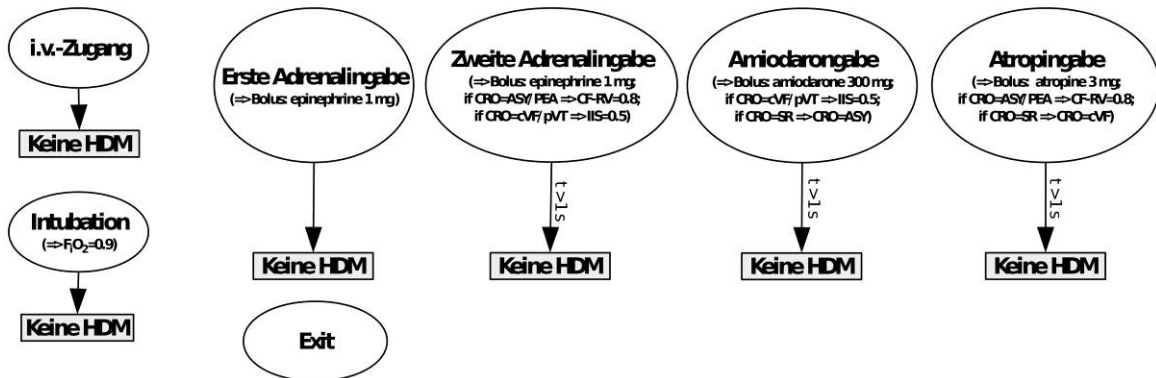 i.v.-Zugang
Keine HDM
Intubation
(=>FiO2=0.9)
Keine HDM
Erste Adrenalingabe
(=>Bolus: epinephrine 1 mg)
Keine HDM
Exit
Zweite Adrenalingabe
(=>Bolus: epinephrine 1 mg;
if CRO=ASY/PEA =>CF-RV=0.8;
if CRO=cVF/pVT =>IIS=0.5)
t >1s
Keine HDM
Amiodarongabe
(=>Bolus: amiodarone 300 mg;
if CRO=cVF/pVT =>IIS=0.5;
if CRO=SR =>CRO=ASY)
t >1s
Keine HDM
Atropingabe
(=>Bolus: atropine 3 mg;
if CRO=ASY/PEA =>CF-RV=0.8;
if CRO=SR =>CRO=cVF)
t >1s
Keine HDM